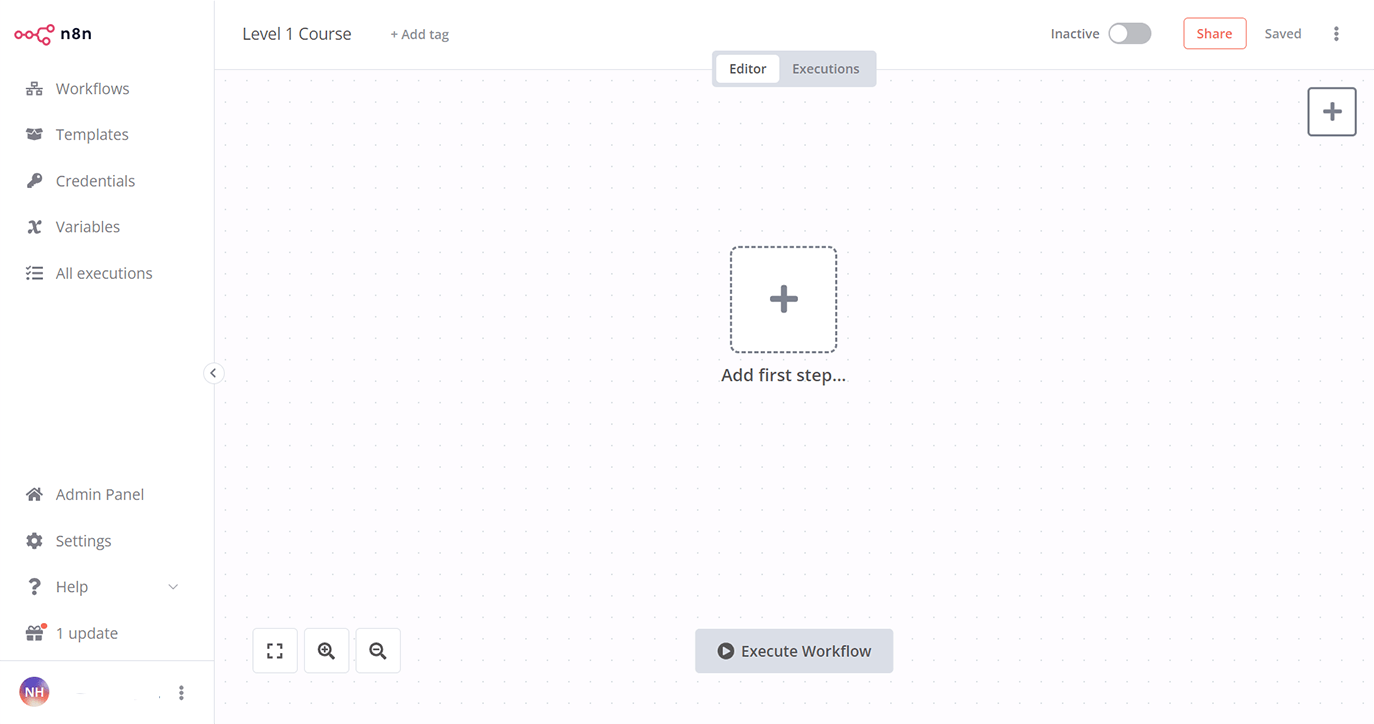 n8n
Workflows
Templates
Credentials
Variables
All executions
Admin Panel
Settings
Help
1 update
NH
Level 1 Course
+ Add tag
Inactive
Share
Saved
Editor
Executions
Add first step...
Execute Workflow